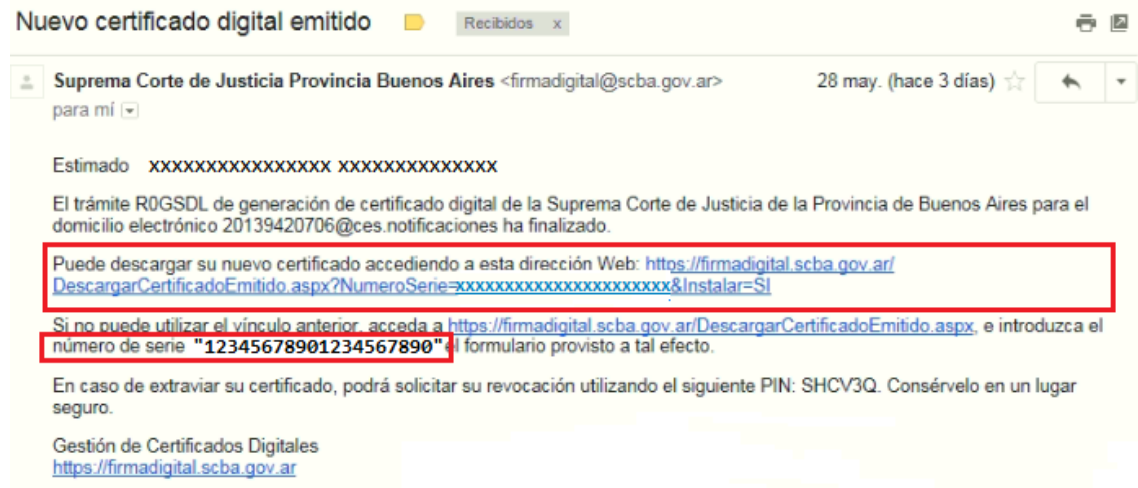 Nuevo certificado digital emitido Recibidos x
Suprema Corte de Justicia Provincia Buenos Aires <firmadigital@scba.gov.ar> 28 may. (hace 3 días)
para mí
Estimado XXXXXXXXXXXXXXXX XXXXXXXXXXXXXX
El trámite R0GSDL de generación de certificado digital de la Suprema Corte de Justicia de la Provincia de Buenos Aires para el
domicilio electrónico 20139420706@ces.notificaciones ha finalizado.
Puede descargar su nuevo certificado accediendo a esta dirección Web: https://firmadigital.scba.gov.ar/
DescargarCertificadoEmitido.aspx?NumeroSerie=xxxxxxxxxxxxxxxxxxxxxxx&Instalar=SI
Si no puede utilizar el vínculo anterior, acceda a https://firmadigital.scba.gov.ar/DescargarCertificadoEmitido.aspx, e introduzca el
número de serie "12345678901234567890" el formulario provisto a tal efecto.
En caso de extraviar su certificado, podrá solicitar su revocación utilizando el siguiente PIN: SHCV3Q. Consérvelo en un lugar
seguro.
Gestión de Certificados Digitales
https://firmadigital.scba.gov.ar